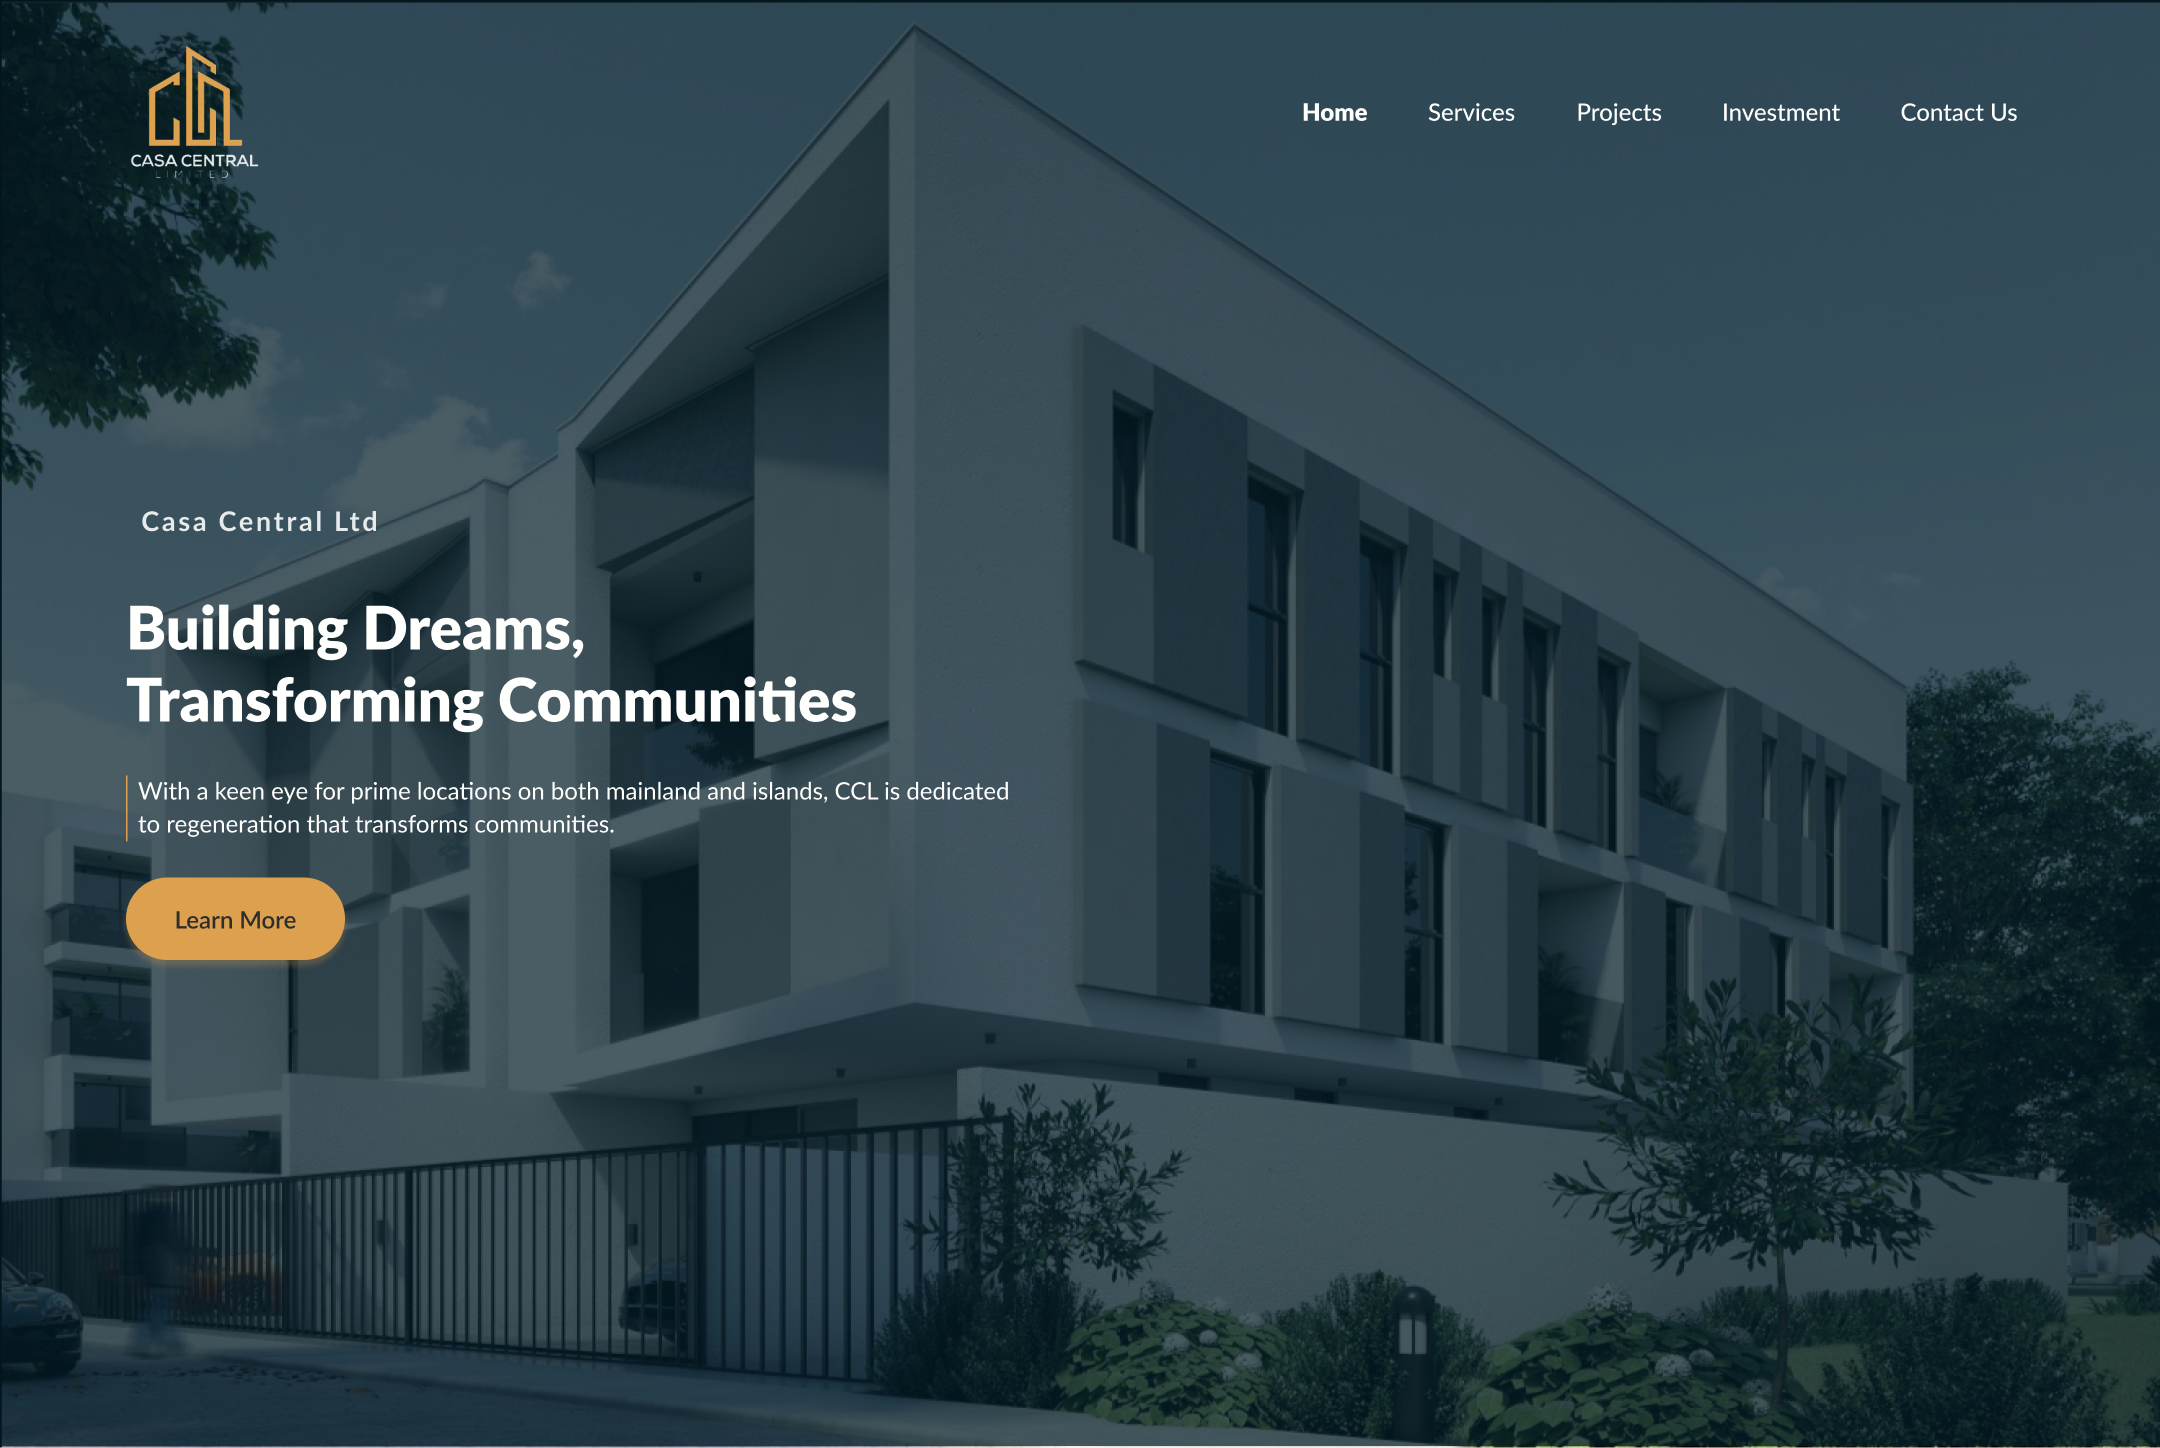 CASA CENTRAL
LIMITED
Home Services Projects Investment Contact Us
Casa Central Ltd
Building Dreams,
Transforming Communities
With a keen eye for prime locations on both mainland and islands, CCL is dedicated
to regeneration that transforms communities.
Learn More